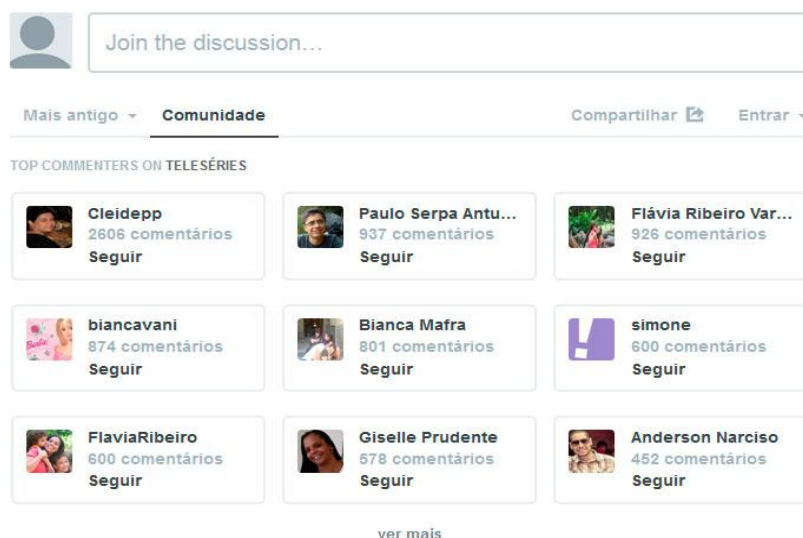 Join the discussion...
Mais antigo Comunidade Compartilhar Entrar
TOP COMMENTERS ON TELESÉRIES
Cleidepp
2606 comentários
Seguir
Paulo Serpa Antu...
937 comentários
Seguir
Flávia Ribeiro Var...
926 comentários
Seguir
biancavani
874 comentários
Seguir
Bianca Mafra
801 comentários
Seguir
simone
600 comentários
Seguir
FlaviaRibeiro
600 comentários
Seguir
Giselle Prudente
578 comentários
Seguir
Anderson Narciso
452 comentários
Seguir
ver mais